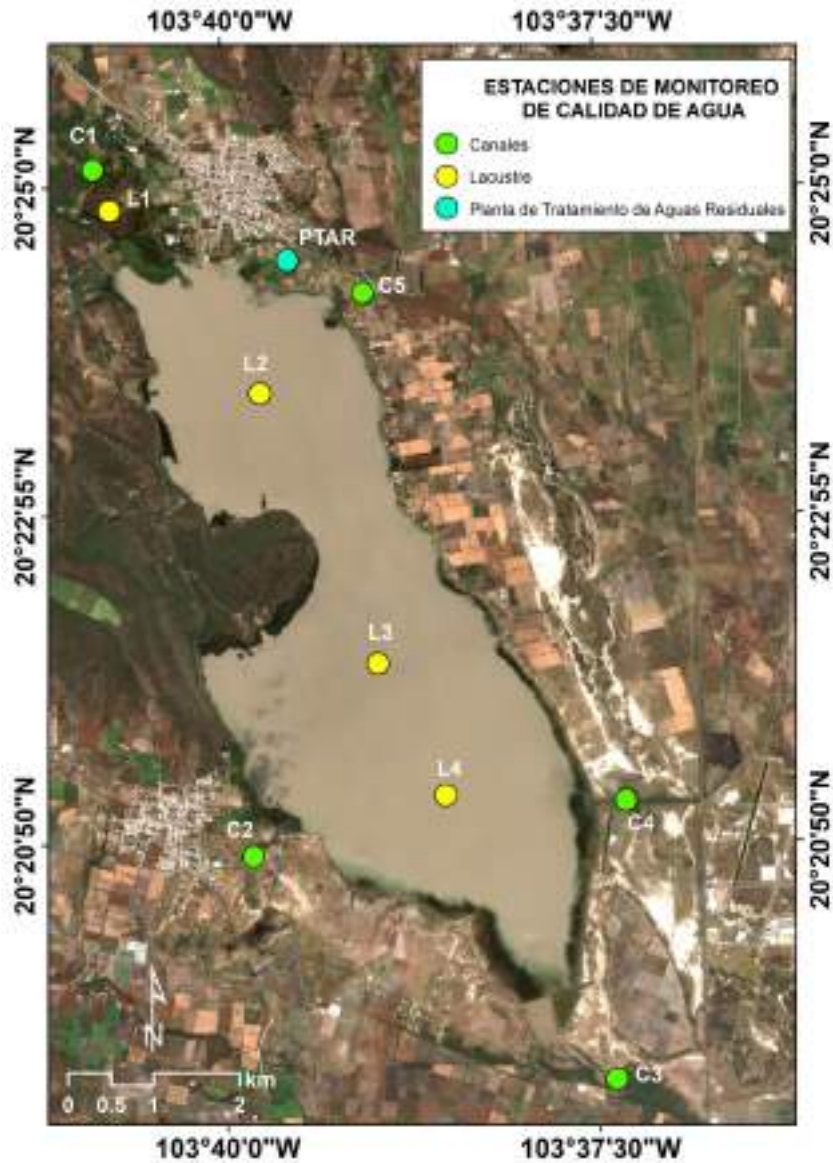 103°40'0"W
103°37'30"W
ESTACIONES DE MONITOREO
DE CALIDAD DE AGUA
Canales
Lacustre
Planta de Tratamiento de Aguas Residuales
20°25'0"N
20°25'0"N
C1
L1
PTAR
C5
L2
20°22'55"N
20°22'55"N
L3
L4
C4
C2
20°20'50"N
20°20'50"N
N
km
0 0.5 1 2
C3
103°40'0"W
103°37'30"W